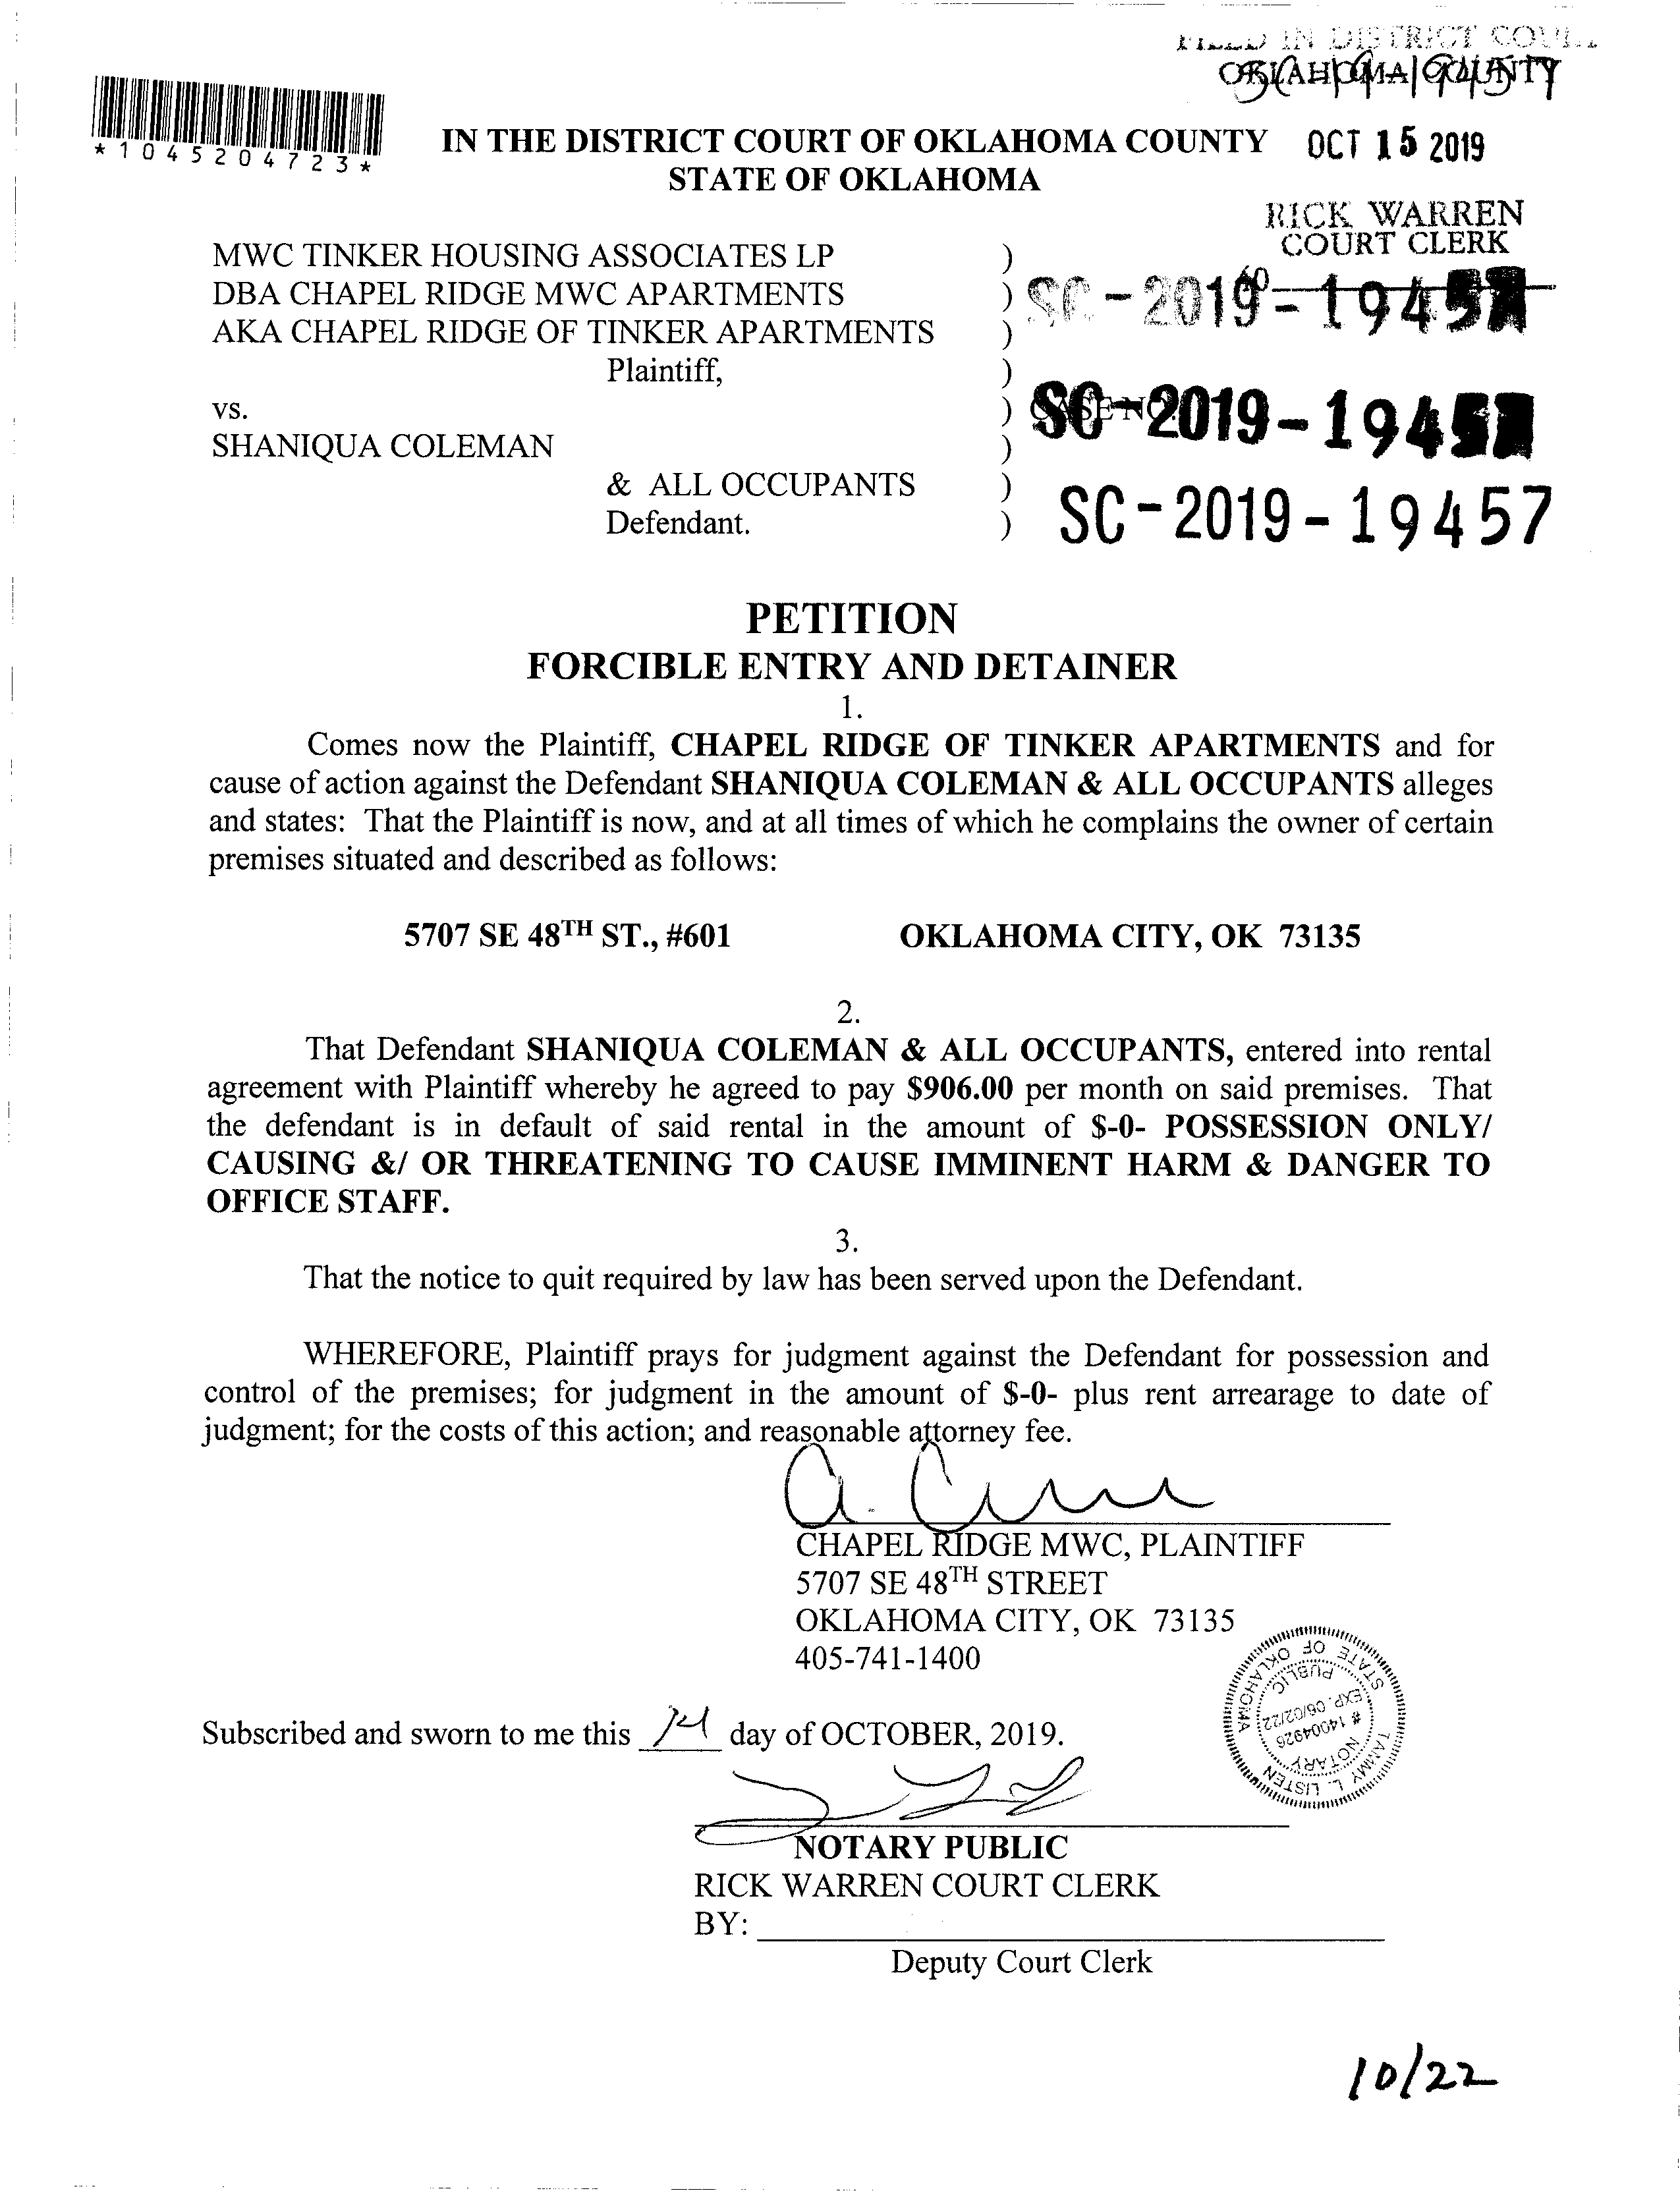 FILED IN DISTRICT COURT
OKLAHOMA COUNTY
*1045204723*
IN THE DISTRICT COURT OF OKLAHOMA COUNTY
OCT 15 2019
STATE OF OKLAHOMA
RICK WARREN
COURT CLERK
MWC TINKER HOUSING ASSOCIATES LP )
DBA CHAPEL RIDGE MWC APARTMENTS ) SC-2019-1945
AKA CHAPEL RIDGE OF TINKER APARTMENTS )
Plaintiff, )
vs. ) CASE NO. SC-2019-1945
SHANIQUA COLEMAN )
& ALL OCCUPANTS )
Defendant. ) SC-2019-19457
PETITION
FORCIBLE ENTRY AND DETAINER
1.
Comes now the Plaintiff, CHAPEL RIDGE OF TINKER APARTMENTS and for
cause of action against the Defendant SHANIQUA COLEMAN & ALL OCCUPANTS alleges
and states: That the Plaintiff is now, and at all times of which he complains the owner of certain
premises situated and described as follows:
5707 SE 48TH ST., #601 OKLAHOMA CITY, OK 73135
2.
That Defendant SHANIQUA COLEMAN & ALL OCCUPANTS, entered into rental
agreement with Plaintiff whereby he agreed to pay $906.00 per month on said premises. That
the defendant is in default of said rental in the amount of $-0- POSSESSION ONLY/
CAUSING &/ OR THREATENING TO CAUSE IMMINENT HARM & DANGER TO
OFFICE STAFF.
3.
That the notice to quit required by law has been served upon the Defendant.
WHEREFORE, Plaintiff prays for judgment against the Defendant for possession and
control of the premises; for judgment in the amount of $-0- plus rent arrearage to date of
judgment; for the costs of this action; and reasonable attorney fee.
CHAPEL RIDGE MWC, PLAINTIFF
5707 SE 48TH STREET
OKLAHOMA CITY, OK 73135
405-741-1400
TAMMY L. LISTEN
STATE OF OKLAHOMA
NOTARY
# 14004926
EXP. 06/02/22
PUBLIC
Subscribed and sworn to me this 14 day of OCTOBER, 2019.
NOTARY PUBLIC
RICK WARREN COURT CLERK
BY:
Deputy Court Clerk
10/22